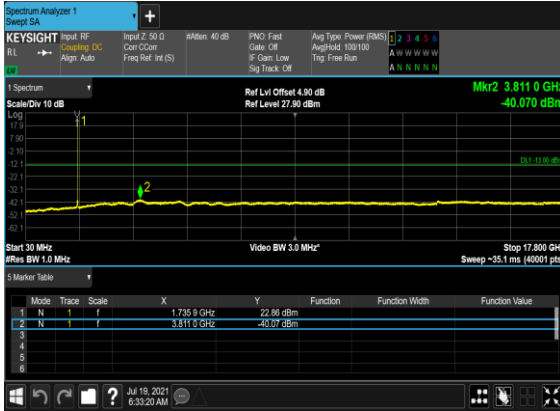 Spectrum Analyzer 1
Swept SA
+
KEYSIGHT Input: RF Input Z: 50 Ω #Atten: 40 dB PNO: Fast Avg Type: Power (RMS) 1 2 3 4 5 6
RL Coupling: DC Corr CCorr Gate: Off Avg|Hold: 100/100 A W W W W W
Align: Auto Freq Ref: Int (S) IF Gain: Low Trig: Free Run
Sig Track: Off A N N N N N
1 Spectrum Ref Lvl Offset 4.90 dB Mkr2 3.811 0 GHz
Scale/Div 10 dB Ref Level 27.90 dBm -40.070 dBm
Log
17.9
7.90
-2.10
-12.1 DL1 -13.00 dBm
-22.1
-32.1
-42.1
-52.1
-62.1
1
2
Start 30 MHz Video BW 3.0 MHz* Stop 17.800 GHz
#Res BW 1.0 MHz Sweep ~35.1 ms (40001 pts)
5 Marker Table
Mode Trace Scale X Y Function Function Width Function Value
1 N 1 f 1.735 9 GHz 22.86 dBm
2 N 1 f 3.811 0 GHz -40.07 dBm
3
4
5
6
? Jul 19, 2021
6:33:20 AM